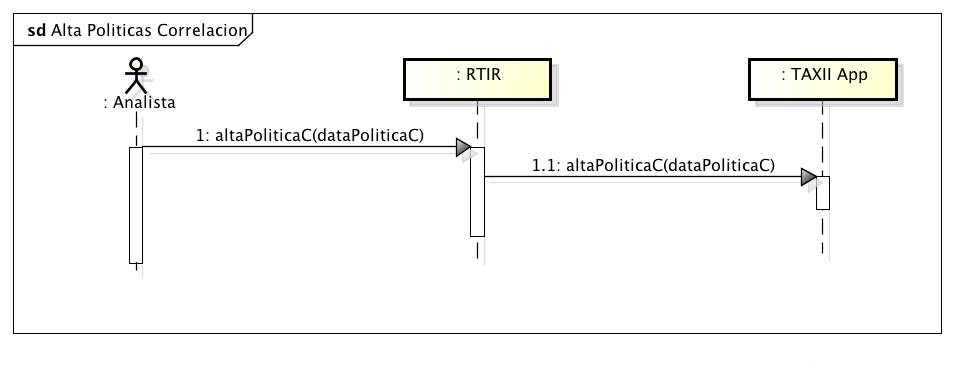 sd Alta Politicas Correlacion
: Analista
: RTIR
: TAXII App
1: altaPoliticaC(dataPoliticaC)
1.1: altaPoliticaC(dataPoliticaC)